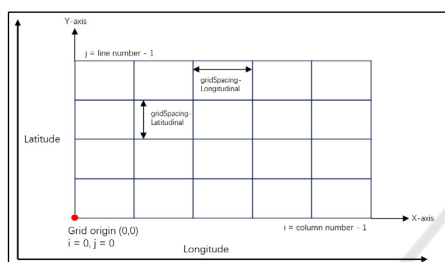 Y-axis
j = line number - 1
gridSpacing-
Longitudinal
gridSpacing-
Latitudinal
Latitude
i = column number - 1
X-axis
Grid origin (0,0)
i = 0, j = 0
Longitude